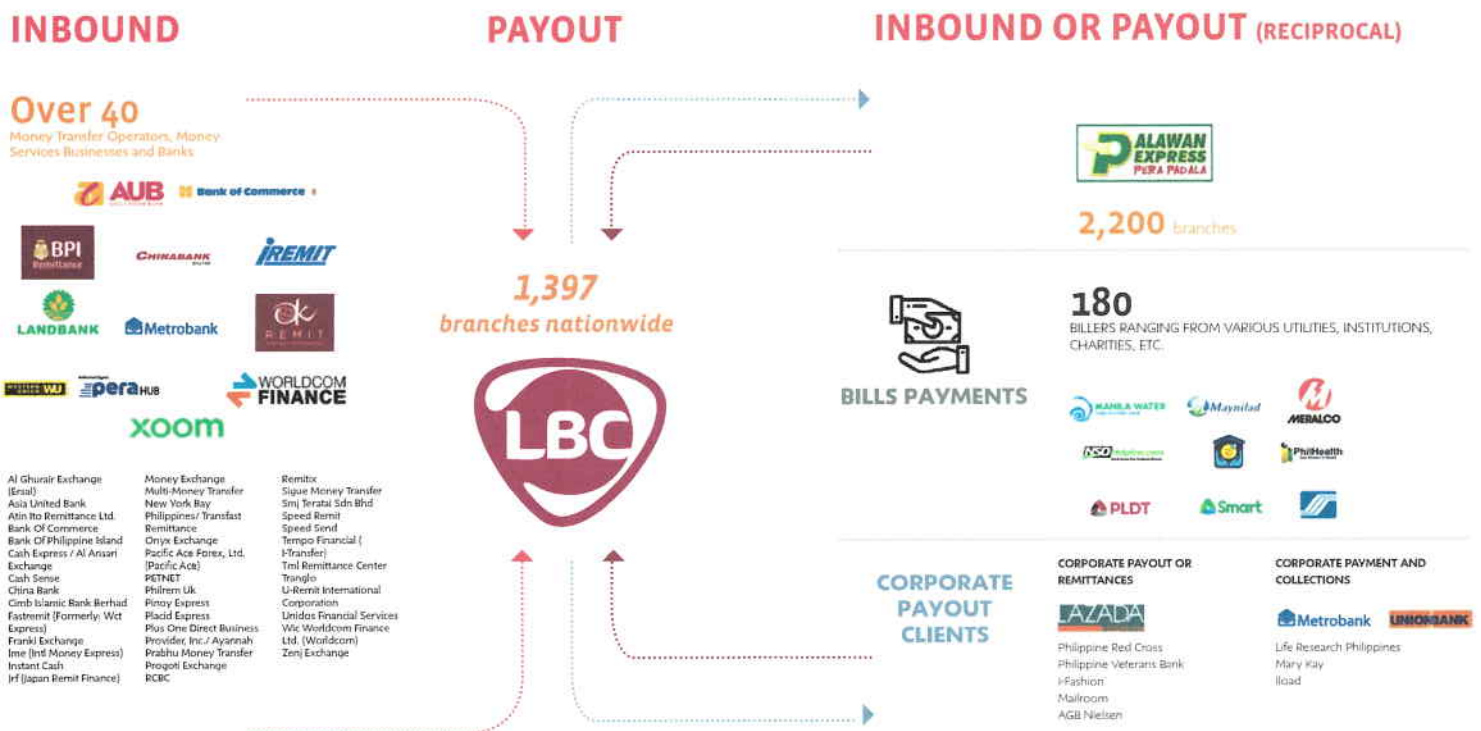 INBOUND
PAYOUT
INBOUND OR PAYOUT (RECIPROCAL)
Over 40
Money Transfer Operators, Money
Services Businesses and Banks
AUB
Bank of Commerce
BPI
Remittance
CHINABANK
iREMIT
LANDBANK
Metrobank
OK
REMIT
WU
pera HUB
WORLDCOM
FINANCE
xoom
Al Ghurair Exchange
(Ersal)
Asia United Bank
Atin Ito Remittance Ltd.
Bank Of Commerce
Bank Of Philippine Island
Cash Express / Al Ansari
Exchange
Cash Sense
China Bank
Cimb Islamic Bank Berhad
Fastremit (Formerly: Wct
Express)
Franki Exchange
Ime (Intl Money Express)
Instant Cash
Jrf (Japan Remit Finance)
Money Exchange
Multi-Money Transfer
New York Bay
Philippines/ Transfast
Remittance
Onyx Exchange
Pacific Ace Forex, Ltd.
(Pacific Ace)
PETNET
Philrem Uk
Pinoy Express
Placid Express
Plus One Direct Business
Provider, Inc./ Ayannah
Prabhu Money Transfer
Progoti Exchange
RCBC
Remitix
Sigue Money Transfer
Smj Teratai Sdn Bhd
Speed Remit
Speed Send
Tempo Financial (
I-Transfer)
Tml Remittance Center
Tranglo
U-Remit International
Corporation
Unidos Financial Services
Wic Worldcom Finance
Ltd. (Worldcom)
Zenj Exchange
1,397
branches nationwide
LBC
PALAWAN
EXPRESS
PERA PADALA
2,200 branches
BILLS PAYMENTS
180
BILLERS RANGING FROM VARIOUS UTILITIES, INSTITUTIONS,
CHARITIES, ETC.
MANILA WATER
Maynilad
MERALCO
NSO
PhilHealth
PLDT
Smart
CORPORATE
PAYOUT
CLIENTS
CORPORATE PAYOUT OR
REMITTANCES
LAZADA
Philippine Red Cross
Philippine Veterans Bank
I-Fashion
Mailroom
AGB Nielsen
CORPORATE PAYMENT AND
COLLECTIONS
Metrobank
UNIONBANK
Life Research Philippines
Mary Kay
Iload